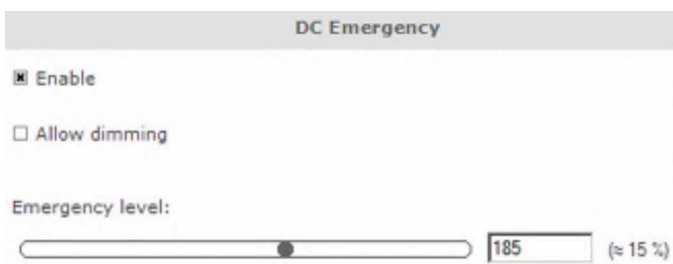 DC Emergency
Enable
Allow dimming
Emergency level:
185 (≈ 15 %)